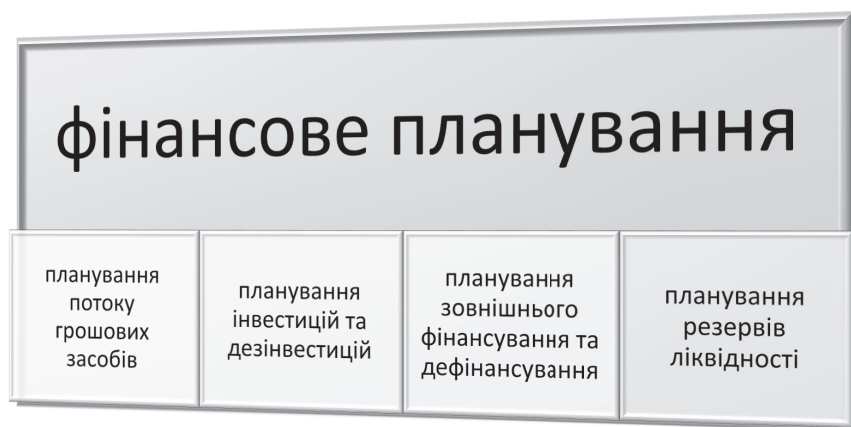 фінансове планування
планування
потоку
грошових
засобів
планування
інвестицій та
дезінвестицій
планування
зовнішнього
фінансування та
дефінансування
планування
резервів
ліквідності